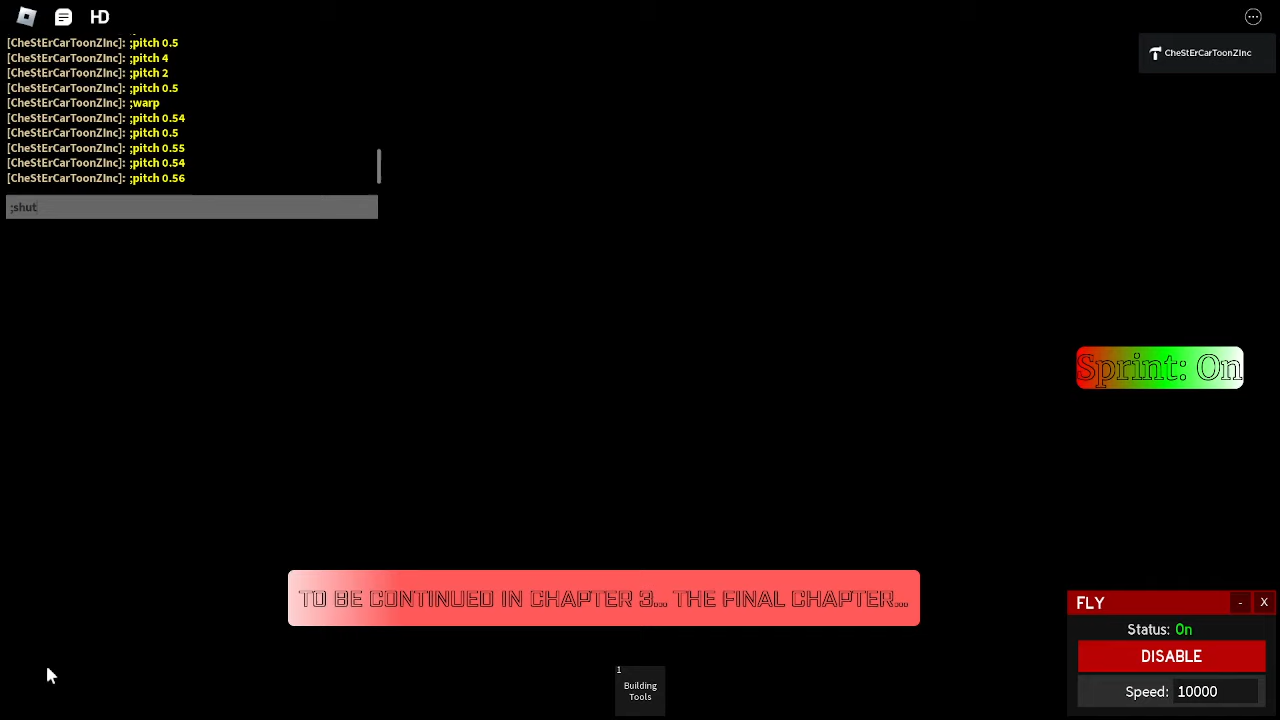 HD
[CheStErCarToonZInc]: ;pitch 0.5
[CheStErCarToonZInc]: ;pitch 4
[CheStErCarToonZInc]: ;pitch 2
[CheStErCarToonZInc]: ;pitch 0.5
[CheStErCarToonZInc]: ;warp
[CheStErCarToonZInc]: ;pitch 0.54
[CheStErCarToonZInc]: ;pitch 0.5
[CheStErCarToonZInc]: ;pitch 0.55
[CheStErCarToonZInc]: ;pitch 0.54
[CheStErCarToonZInc]: ;pitch 0.56
;shut
CheStErCarToonZInc
Sprint: On
TO BE CONTINUED IN CHAPTER 3... THE FINAL CHAPTER...
1
Building
Tools
FLY - X
Status: On
DISABLE
Speed: 10000